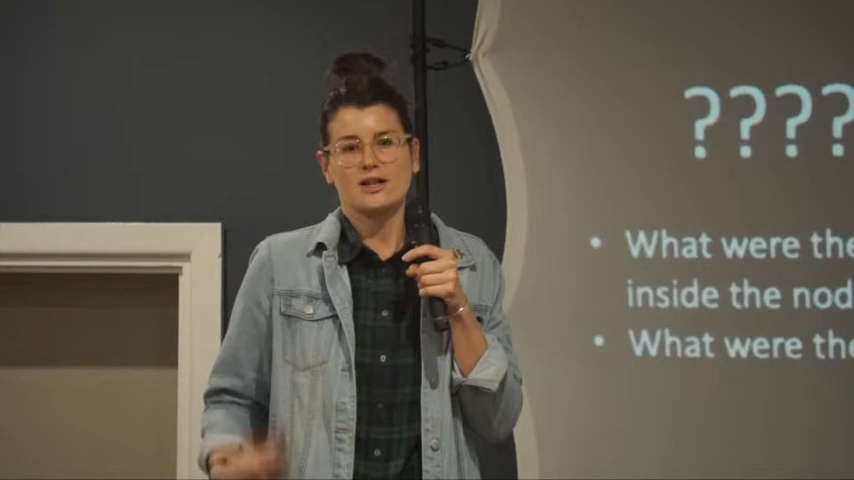 ????
• What were the
inside the nod
• What were the